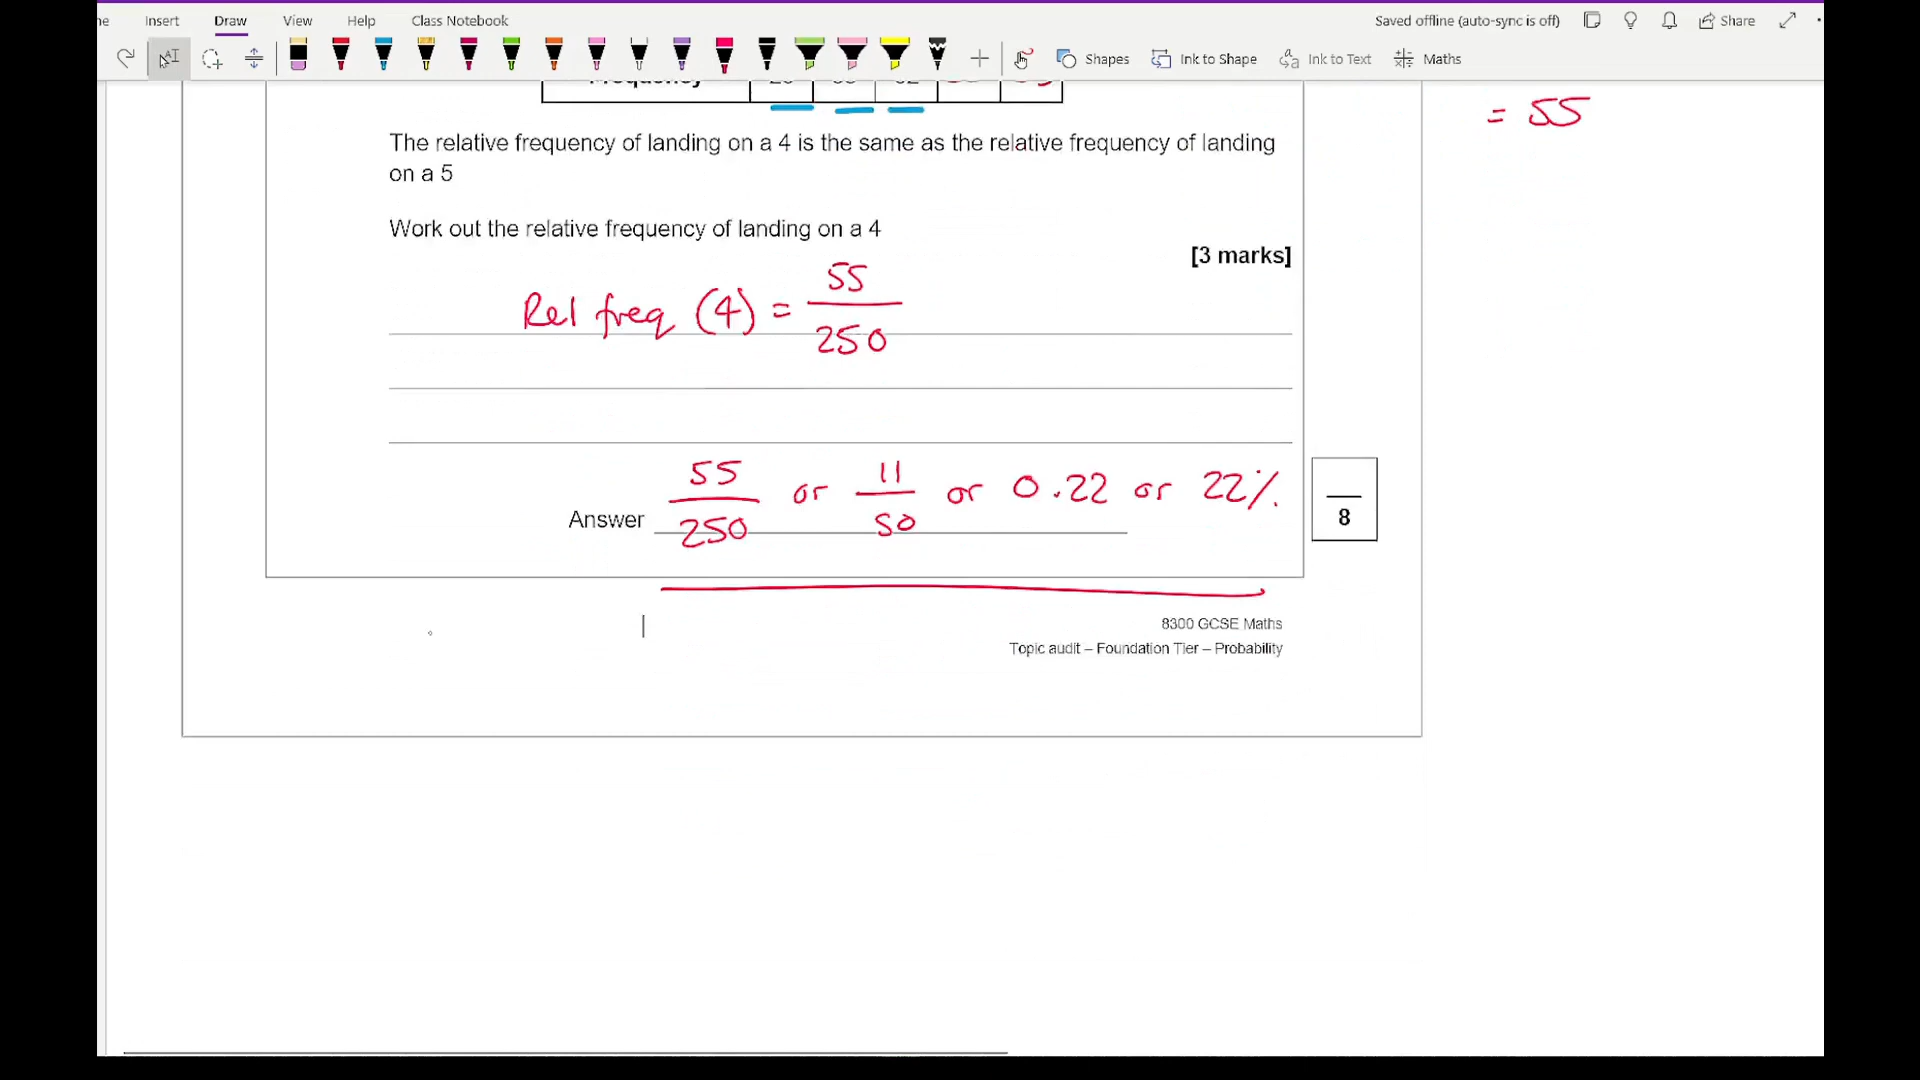 Insert Draw View Help Class Notebook Saved offline (auto-sync is off) Share
Shapes Ink to Shape Ink to Text Maths
= 55
The relative frequency of landing on a 4 is the same as the relative frequency of landing
on a 5
Work out the relative frequency of landing on a 4
[3 marks]
Rel freq (4) = 55/250
Answer 55/250 or 11/50 or 0.22 or 22%
8
8300 GCSE Maths
Topic audit – Foundation Tier – Probability